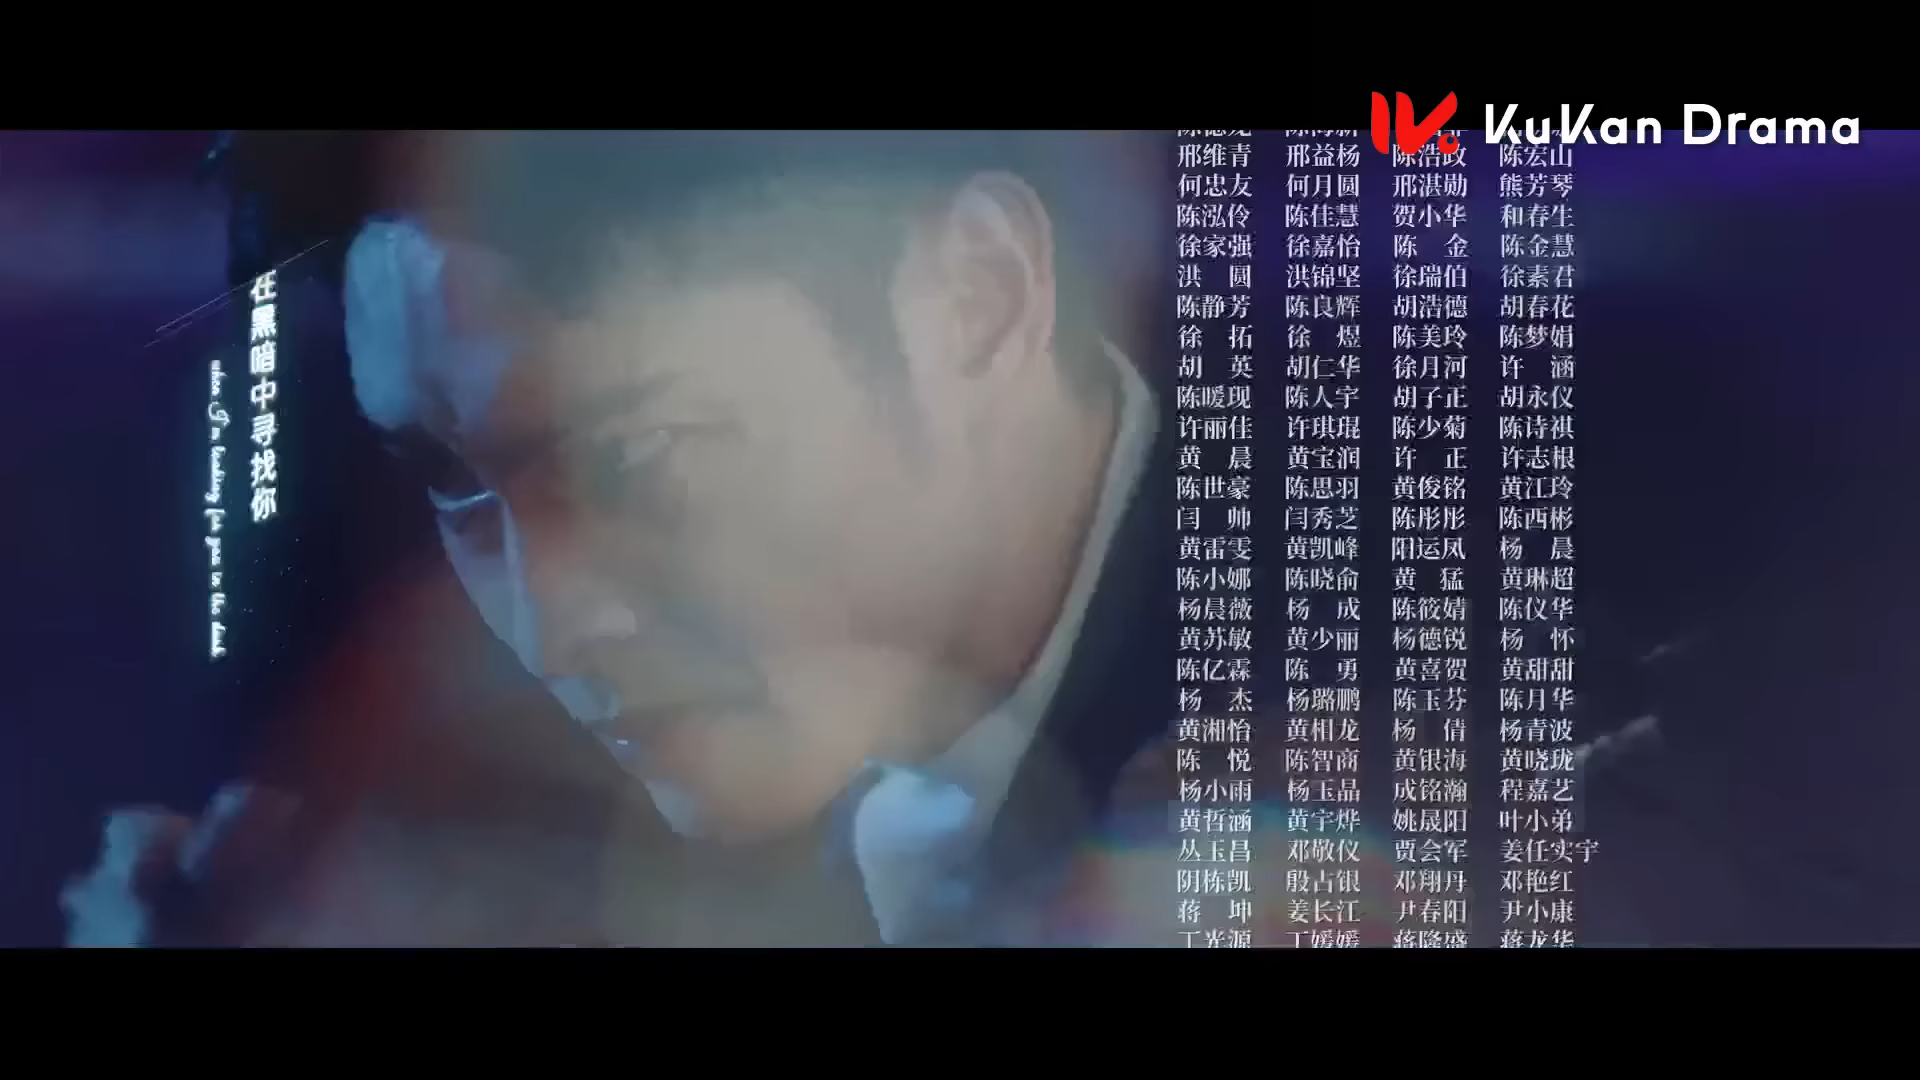 KuKan Drama
在黑暗中寻找你
when I'm looking for you in the dark
邢维青 邢益杨 陈浩政 陈宏山
何忠友 何月圆 邢湛勋 熊芳琴
陈泓伶 陈佳慧 贺小华 和春生
徐家强 徐嘉怡 陈 金 陈金慧
洪 圆 洪锦坚 徐瑞伯 徐素君
陈静芳 陈良辉 胡浩德 胡春花
徐 拓 徐 煜 陈美玲 陈梦娟
胡 英 胡仁华 徐月河 许 涵
陈暖现 陈人宇 胡子正 胡永仪
许丽佳 许琪琨 陈少菊 陈诗祺
黄 晨 黄宝润 许 正 许志根
陈世豪 陈思羽 黄俊铭 黄江玲
闫 帅 闫秀芝 陈彤彤 陈西彬
黄雷雯 黄凯峰 阳运凤 杨 晨
陈小娜 陈晓俞 黄 猛 黄琳超
杨晨薇 杨 成 陈筱婧 陈仪华
黄苏敏 黄少丽 杨德锐 杨 怀
陈亿霖 陈 勇 黄喜贺 黄甜甜
杨 杰 杨璐鹏 陈玉芬 陈月华
黄湘怡 黄相龙 杨 倩 杨青波
陈 悦 陈智商 黄银海 黄晓珑
杨小雨 杨玉晶 成铭瀚 程嘉艺
黄哲涵 黄宇烨 姚晟阳 叶小弟
丛玉昌 邓敬仪 贾会军 姜任实宇
阴栋凯 殷占银 邓翔丹 邓艳红
蒋 坤 姜长江 尹春阳 尹小康
丁光源 丁媛媛 蒋隆盛 蒋龙华